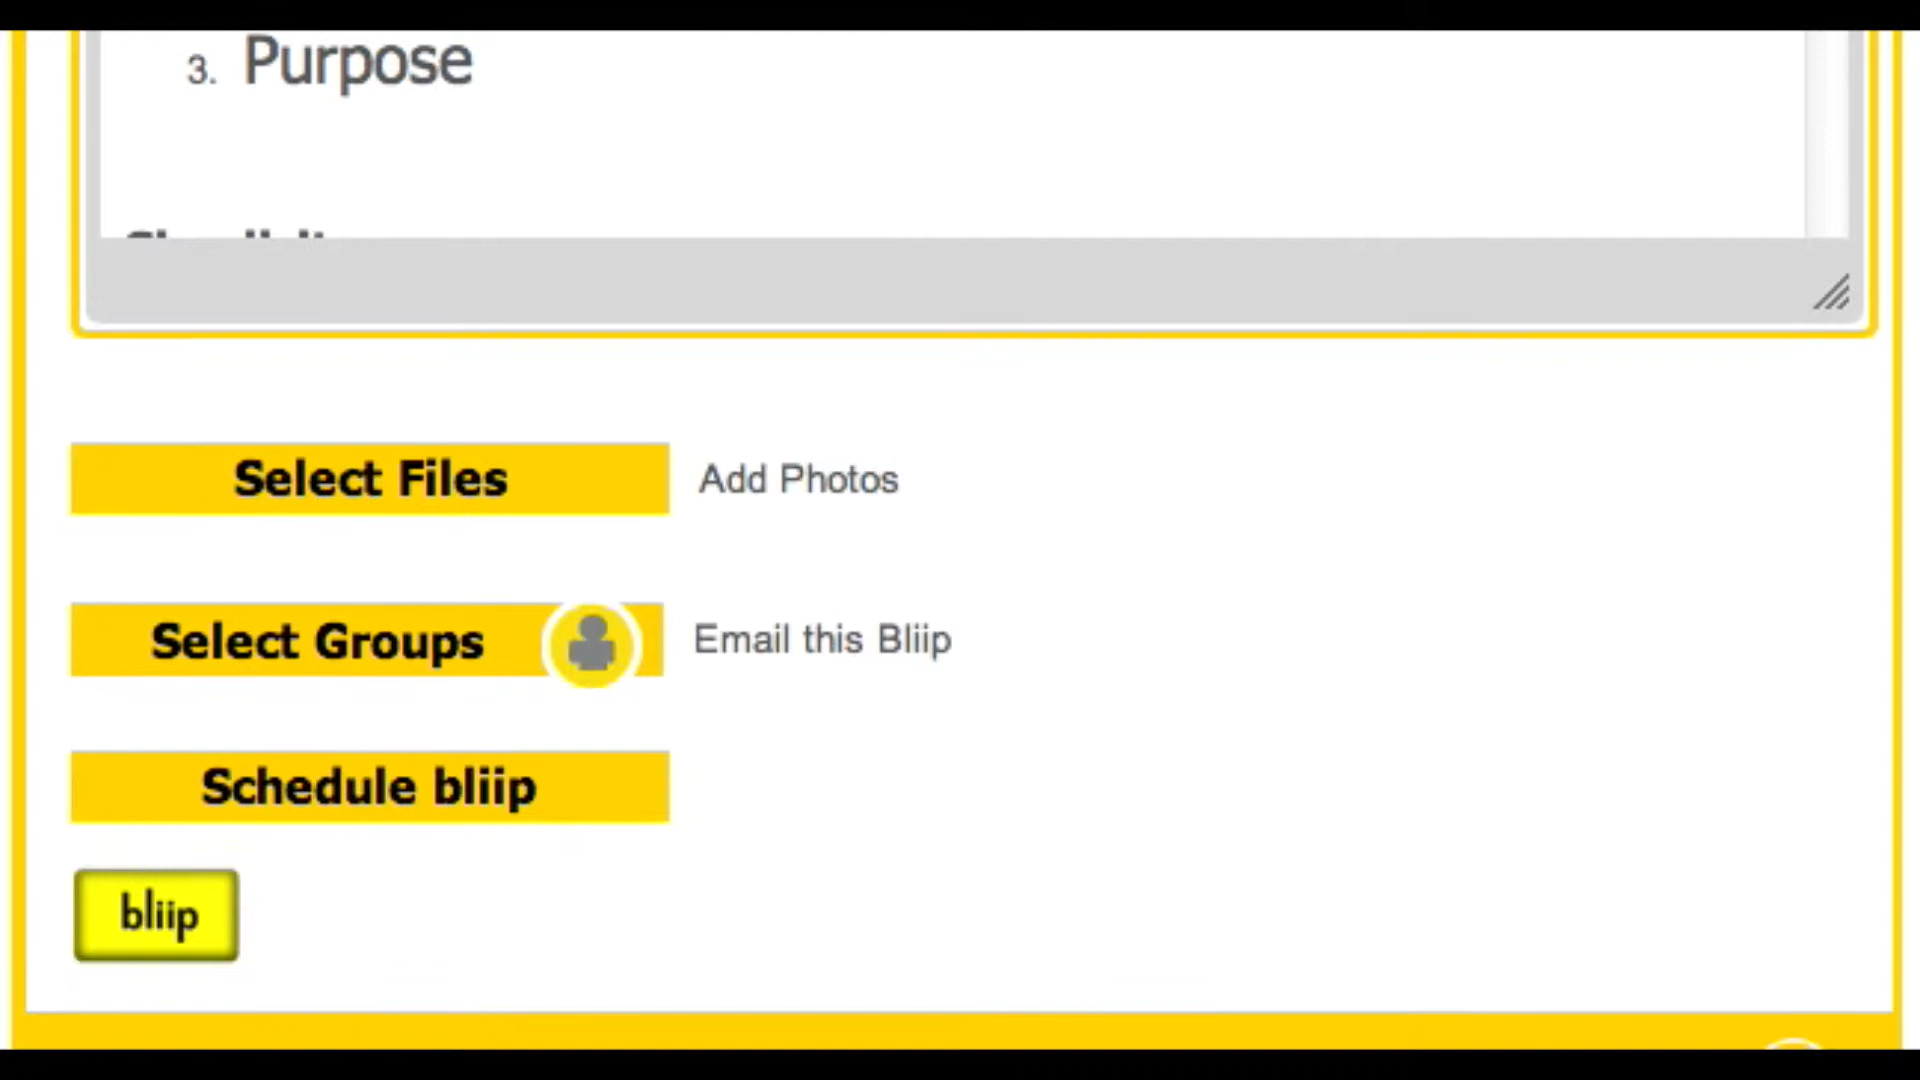 3. Purpose
Select Files Add Photos
Select Groups Email this Bliip
Schedule bliip
bliip